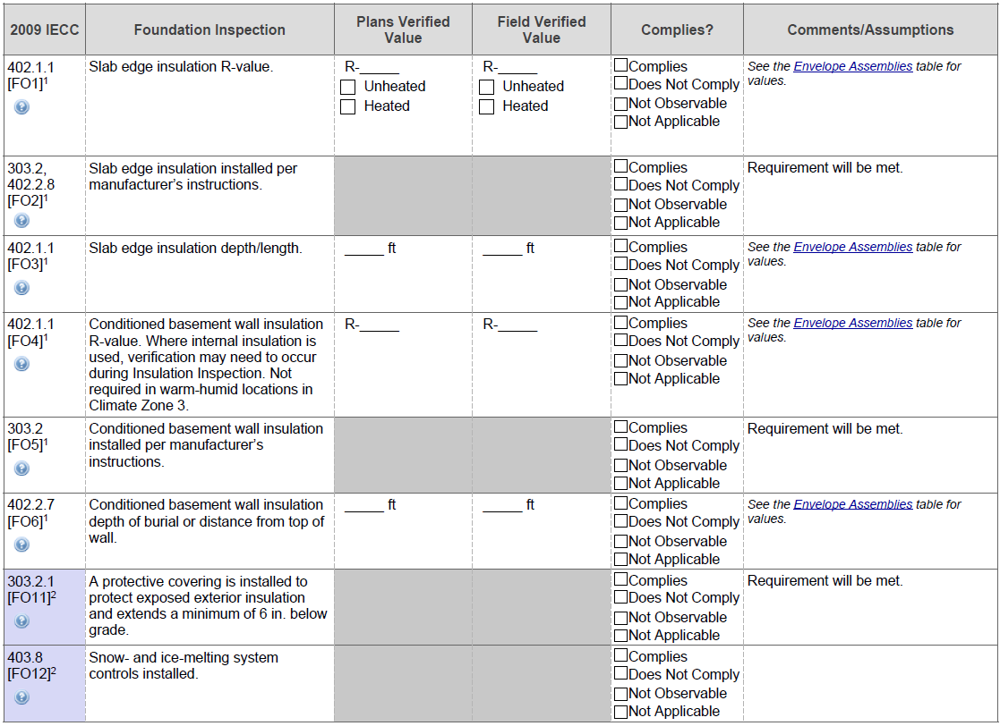 2009 IECC
Foundation Inspection
Plans Verified
Value
Field Verified
Value
Complies?
Comments/Assumptions
402.1.1
[FO1]1
Slab edge insulation R-value.
R-_____
Unheated
Heated
R-_____
Unheated
Heated
Complies
Does Not Comply
Not Observable
Not Applicable
See the Envelope Assemblies table for
values.
303.2,
402.2.8
[FO2]1
Slab edge insulation installed per
manufacturer’s instructions.
Complies
Does Not Comply
Not Observable
Not Applicable
Requirement will be met.
402.1.1
[FO3]1
Slab edge insulation depth/length.
_____ ft
_____ ft
Complies
Does Not Comply
Not Observable
Not Applicable
See the Envelope Assemblies table for
values.
402.1.1
[FO4]1
Conditioned basement wall insulation
R-value. Where internal insulation is
used, verification may need to occur
during Insulation Inspection. Not
required in warm-humid locations in
Climate Zone 3.
R-_____
R-_____
Complies
Does Not Comply
Not Observable
Not Applicable
See the Envelope Assemblies table for
values.
303.2
[FO5]1
Conditioned basement wall insulation
installed per manufacturer’s
instructions.
Complies
Does Not Comply
Not Observable
Not Applicable
Requirement will be met.
402.2.7
[FO6]1
Conditioned basement wall insulation
depth of burial or distance from top of
wall.
_____ ft
_____ ft
Complies
Does Not Comply
Not Observable
Not Applicable
See the Envelope Assemblies table for
values.
303.2.1
[FO11]2
A protective covering is installed to
protect exposed exterior insulation
and extends a minimum of 6 in. below
grade.
Complies
Does Not Comply
Not Observable
Not Applicable
Requirement will be met.
403.8
[FO12]2
Snow- and ice-melting system
controls installed.
Complies
Does Not Comply
Not Observable
Not Applicable